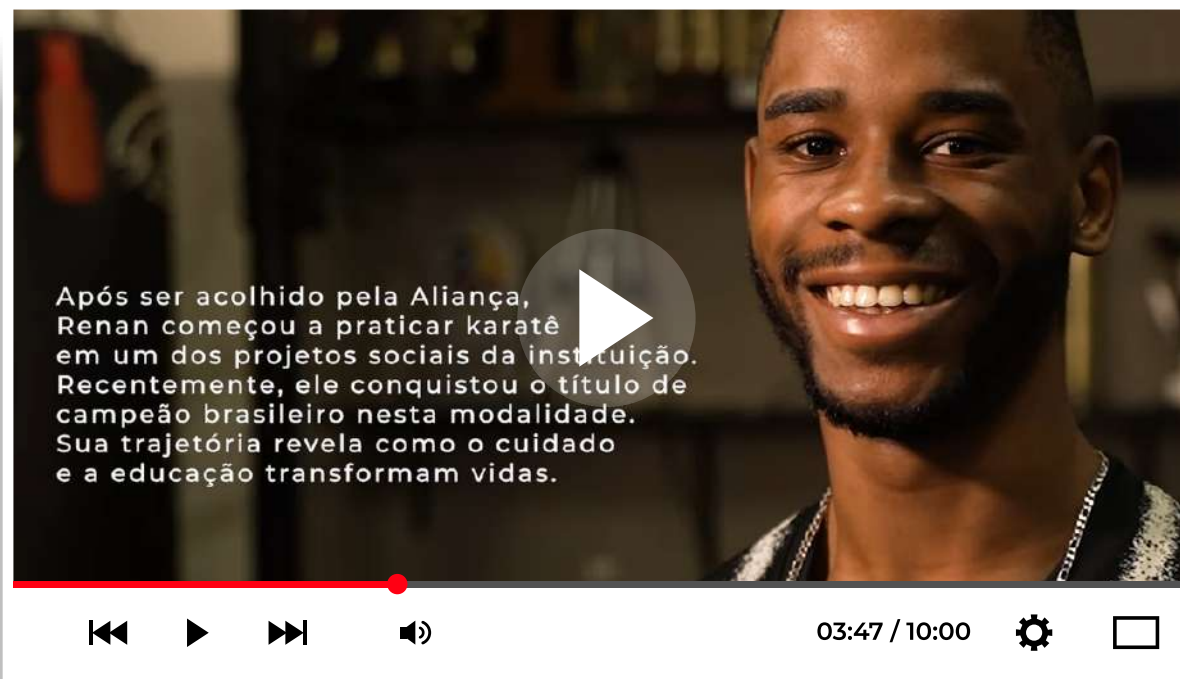 Após ser acolhido pela Aliança,
Renan começou a praticar karatê
em um dos projetos sociais da instituição.
Recentemente, ele conquistou o título de
campeão brasileiro nesta modalidade.
Sua trajetória revela como o cuidado
e a educação transformam vidas.
03:47 / 10:00